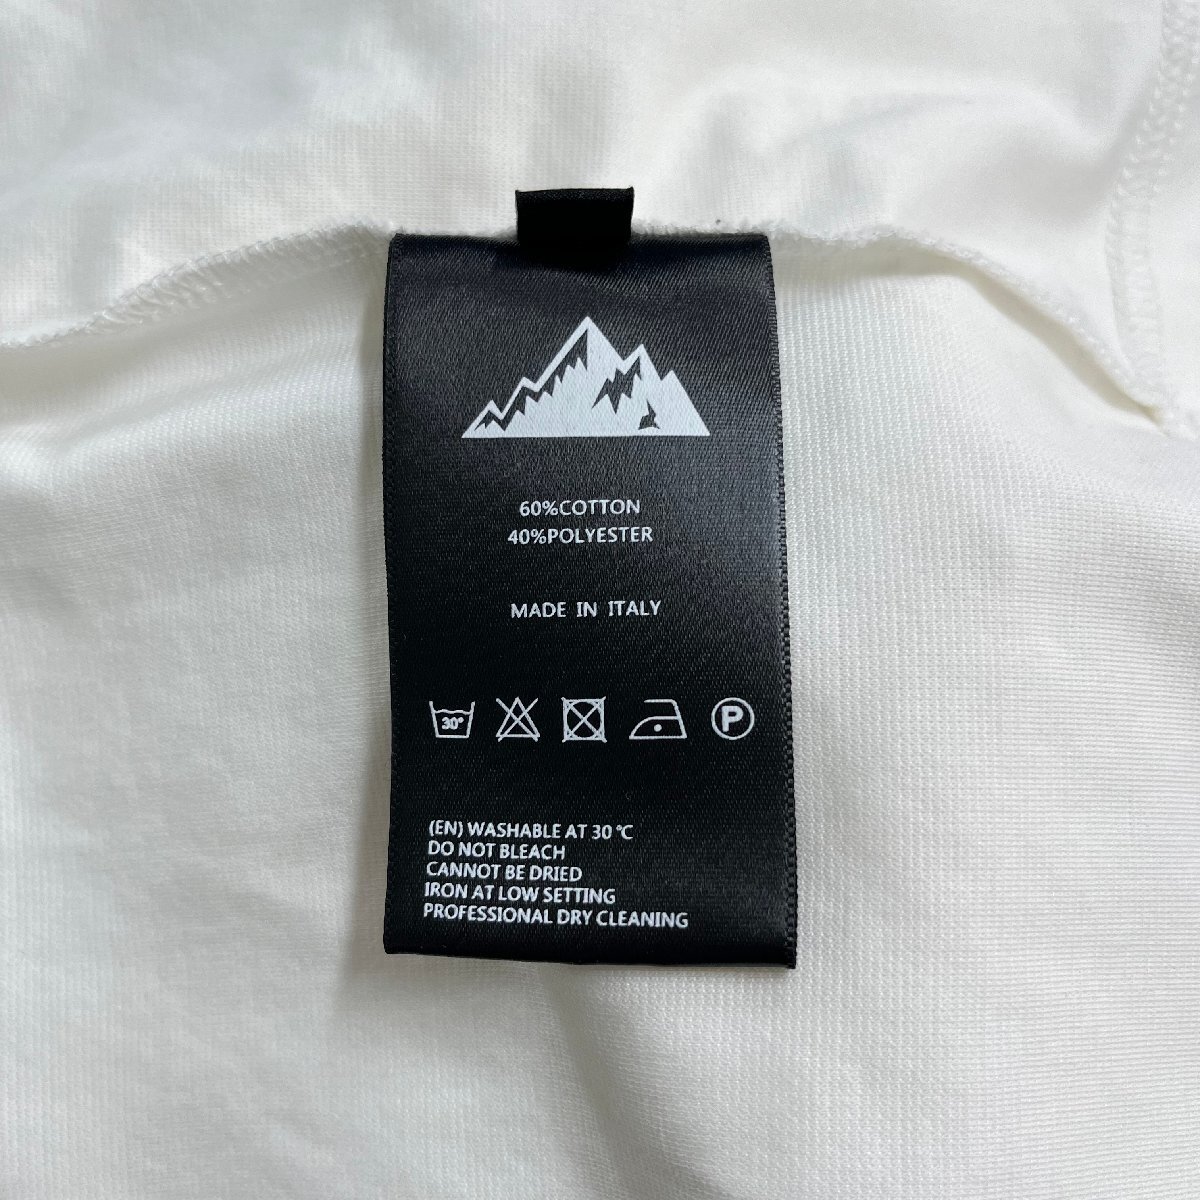 60%COTTON
40%POLYESTER
MADE IN ITALY
30° P
(EN) WASHABLE AT 30 °C
DO NOT BLEACH
CANNOT BE DRIED
IRON AT LOW SETTING
PROFESSIONAL DRY CLEANING